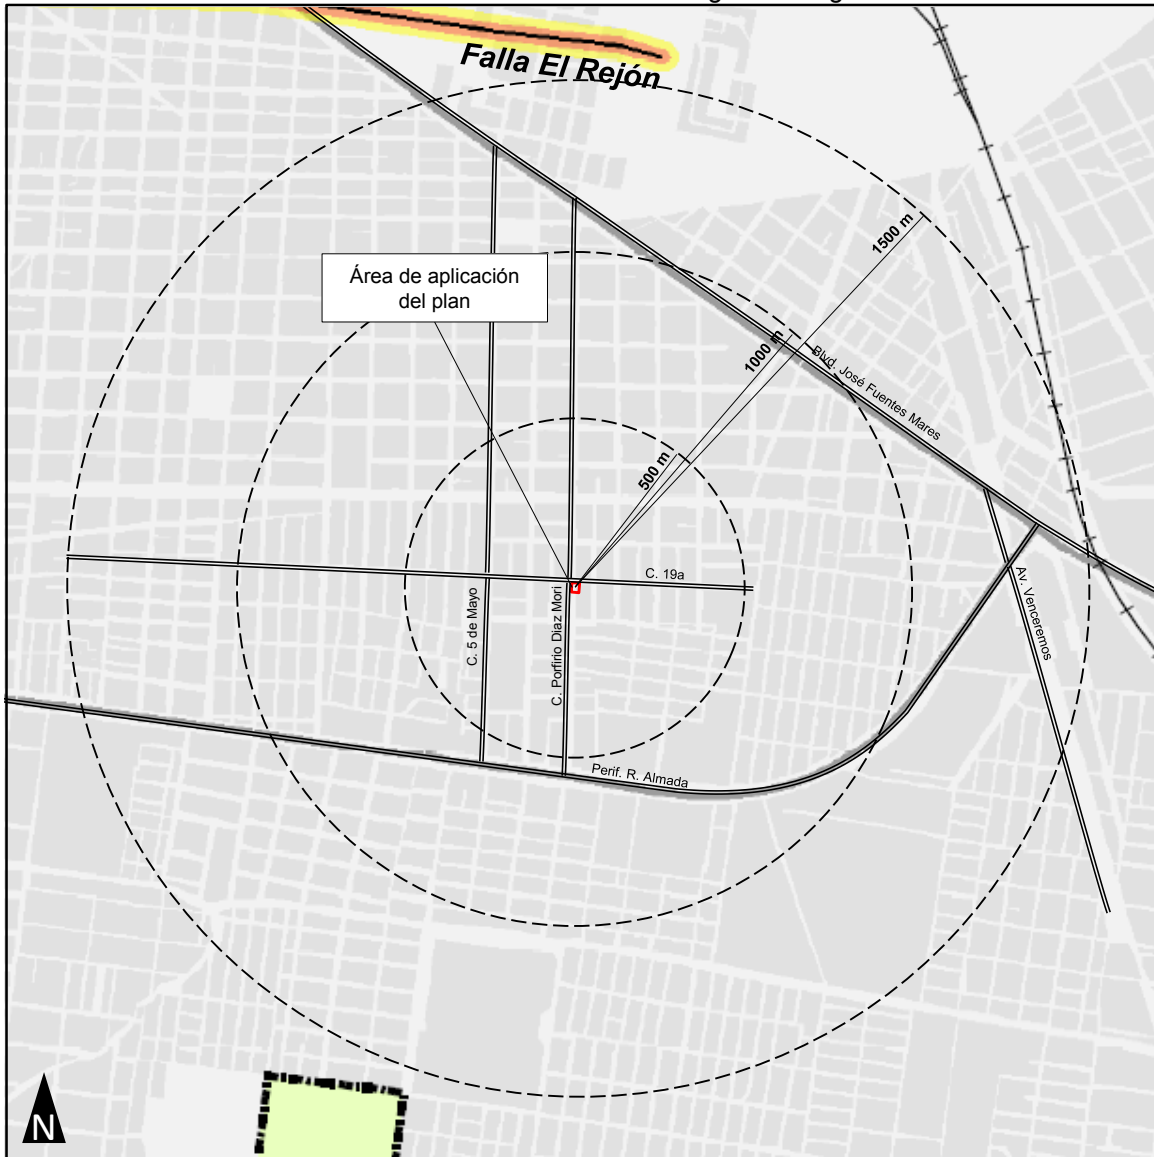 Falla El Rejón
1500 m
Área de aplicación
del plan
1000 m
Blvd. José Fuentes Mares
500 m
C. 19a
Av. Venceremos
C. 5 de Mayo
C. Porfirio Diaz Mori
Perif. R. Almada
N